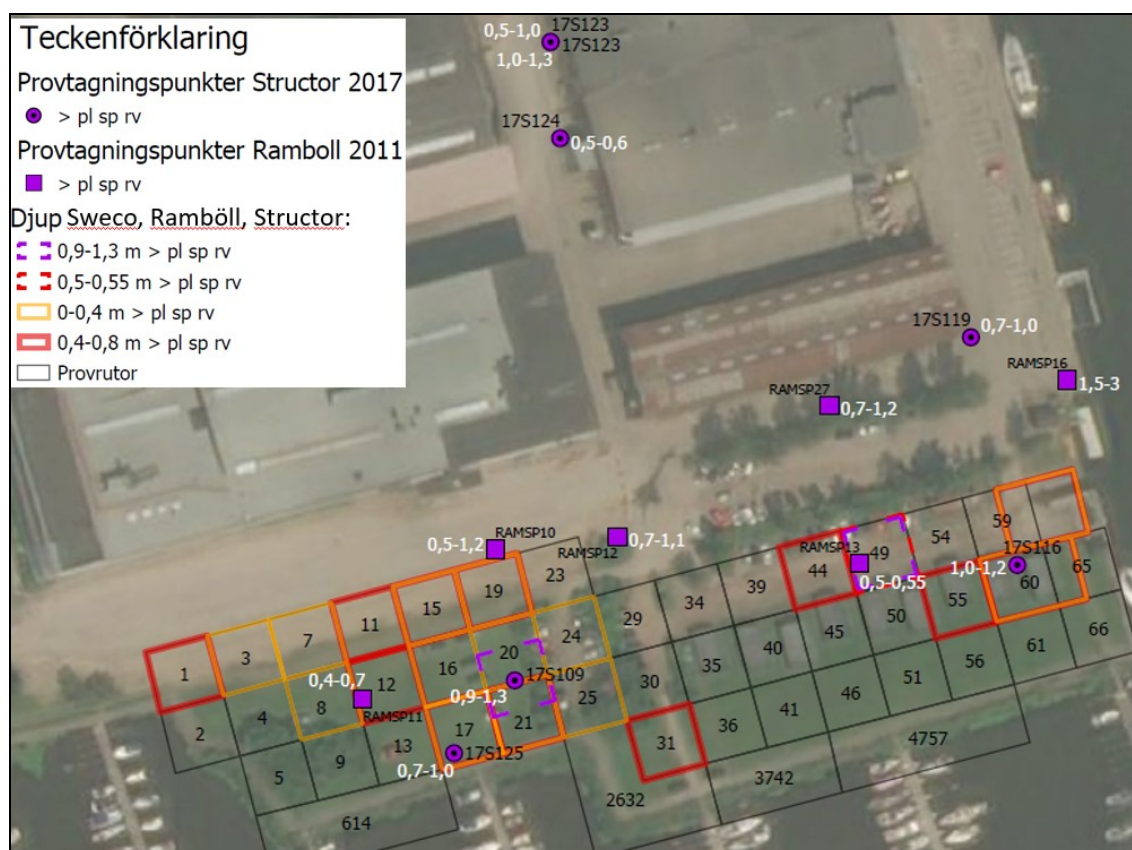 Teckenförklaring
Provtagningspunkter Structor 2017
> pl sp rv
Provtagningspunkter Ramboll 2011
> pl sp rv
Djup Sweco, Ramböll, Structor:
0,9-1,3 m > pl sp rv
0,5-0,55 m > pl sp rv
0-0,4 m > pl sp rv
0,4-0,8 m > pl sp rv
Provrutor
0,5-1,0
17S123
17S123
1,0-1,3
17S124
0,5-0,6
17S119
0,7-1,0
RAMSP16
1,5-3
RAMSP27
0,7-1,2
RAMSP10
0,5-1,2
RAMSP12
0,7-1,1
RAMSP13
0,5-0,55
17S116
1,0-1,2
1
3
7
11
15
19
23
29
34
39
44
49
54
59
2
4
8
12
16
20
24
30
35
40
45
50
55
60
65
0,4-0,7
RAMSP11
17S109
0,9-1,3
5
9
13
17
21
25
31
36
41
46
51
56
61
66
17S125
0,7-1,0
614
2632
3742
4757